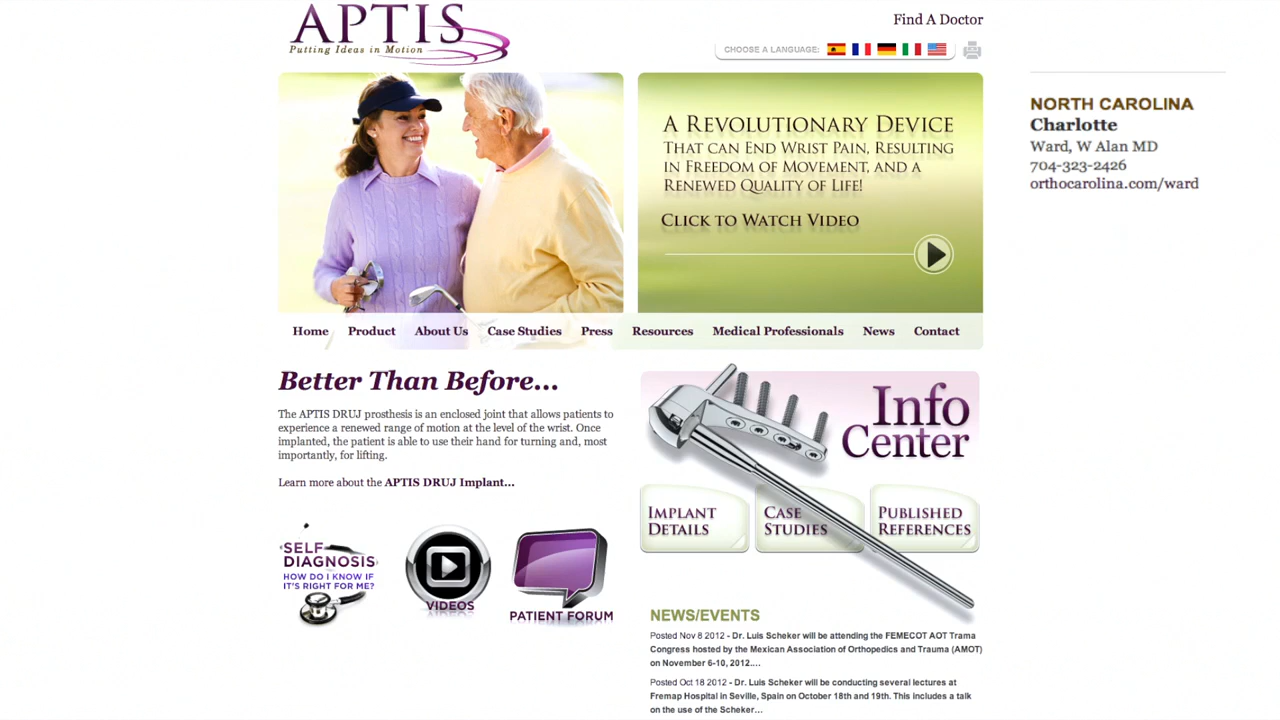 APTIS
Putting Ideas in Motion
Find A Doctor
CHOOSE A LANGUAGE:
A REVOLUTIONARY DEVICE
THAT CAN END WRIST PAIN, RESULTING
IN FREEDOM OF MOVEMENT, AND A
RENEWED QUALITY OF LIFE!
CLICK TO WATCH VIDEO
NORTH CAROLINA
Charlotte
Ward, W Alan MD
704-323-2426
orthocarolina.com/ward
Home Product About Us Case Studies Press Resources Medical Professionals News Contact
Better Than Before...
The APTIS DRUJ prosthesis is an enclosed joint that allows patients to
experience a renewed range of motion at the level of the wrist. Once
implanted, the patient is able to use their hand for turning and, most
importantly, for lifting.
Learn more about the APTIS DRUJ Implant...
SELF
DIAGNOSIS
HOW DO I KNOW IF
IT'S RIGHT FOR ME?
VIDEOS
PATIENT FORUM
Info
Center
IMPLANT
DETAILS
CASE
STUDIES
PUBLISHED
REFERENCES
NEWS/EVENTS
Posted Nov 8 2012 - Dr. Luis Scheker will be attending the FEMECOT AOT Trama
Congress hosted by the Mexican Association of Orthopedics and Trauma (AMOT)
on November 6-10, 2012....
Posted Oct 18 2012 - Dr. Luis Scheker will be conducting several lectures at
Fremap Hospital in Seville, Spain on October 18th and 19th. This includes a talk
on the use of the Scheker...